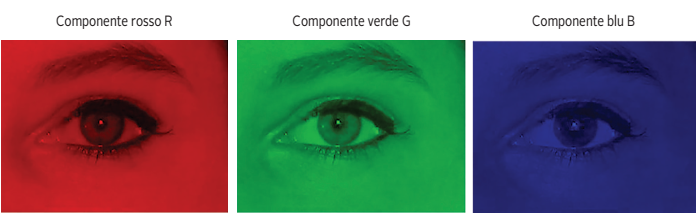 Componente rosso R
Componente verde G
Componente blu B